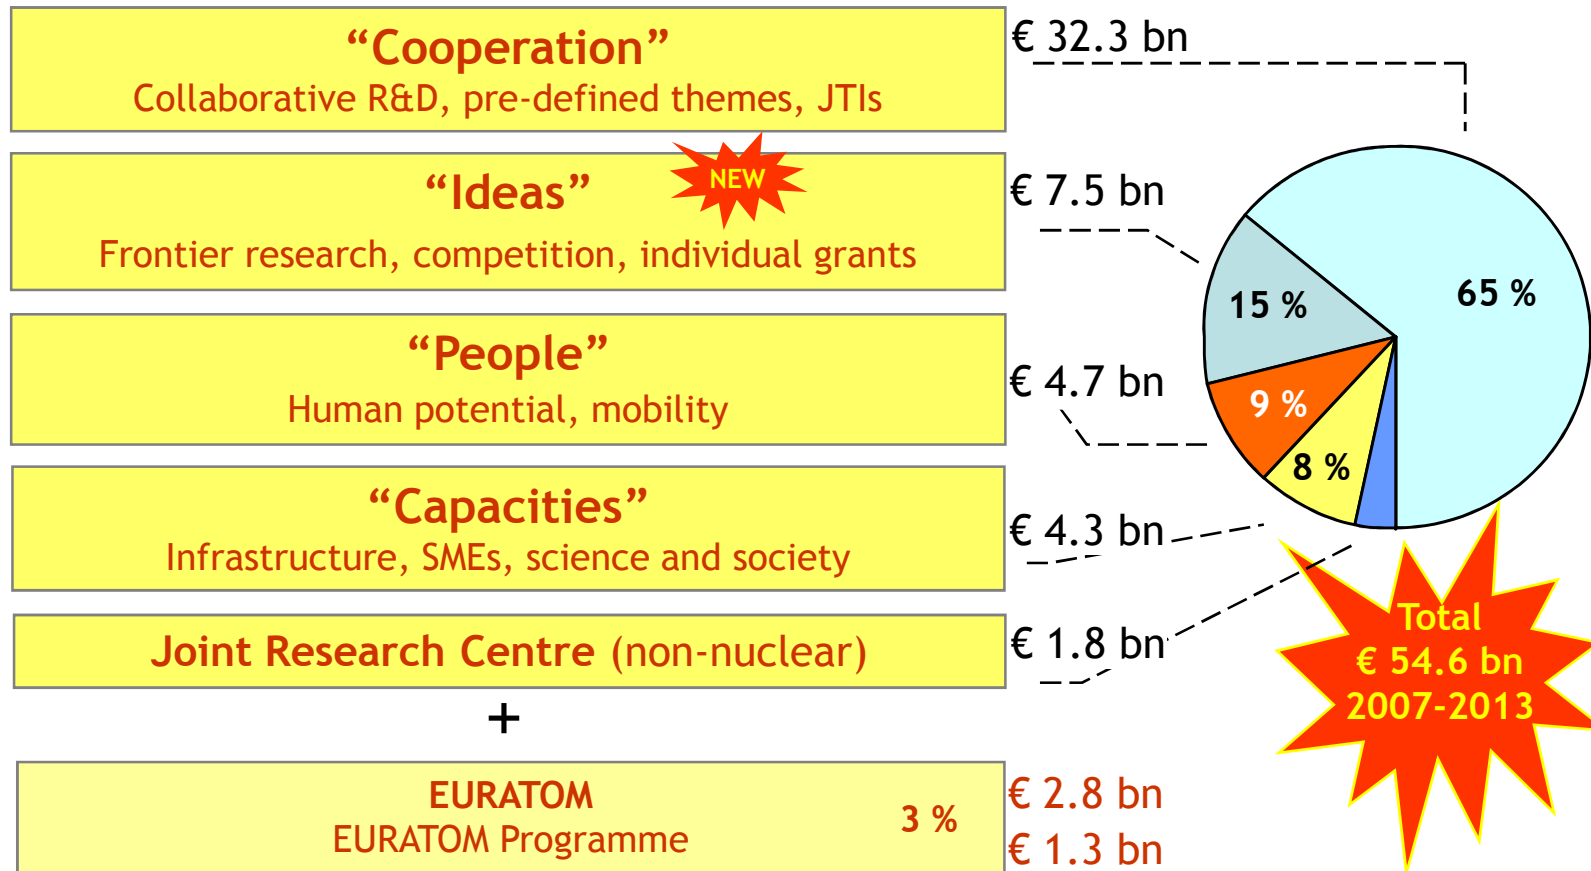 “Cooperation”
Collaborative R&D, pre-defined themes, JTIs
€ 32.3 bn
“Ideas”
NEW
Frontier research, competition, individual grants
€ 7.5 bn
“People”
Human potential, mobility
€ 4.7 bn
“Capacities”
Infrastructure, SMEs, science and society
€ 4.3 bn
Joint Research Centre (non-nuclear)
€ 1.8 bn
+
EURATOM
EURATOM Programme
3 %
€ 2.8 bn
€ 1.3 bn
65 %
15 %
9 %
8 %
Total
€ 54.6 bn
2007-2013